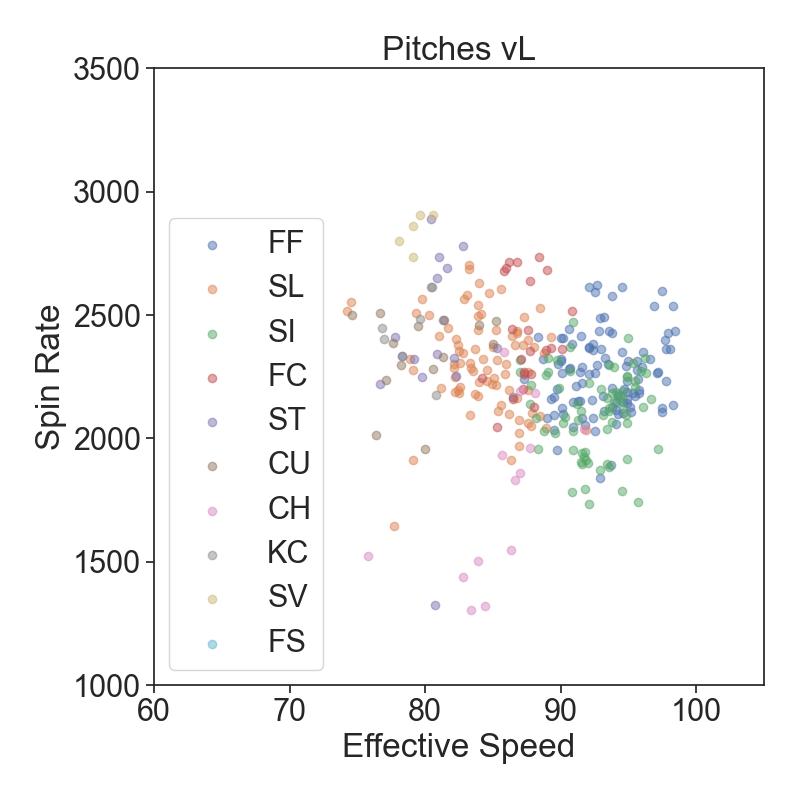 Pitches vL
3500
3000
2500
2000
1500
1000
Spin Rate
FF
SL
SI
FC
ST
CU
CH
KC
SV
FS
60 70 80 90 100
Effective Speed